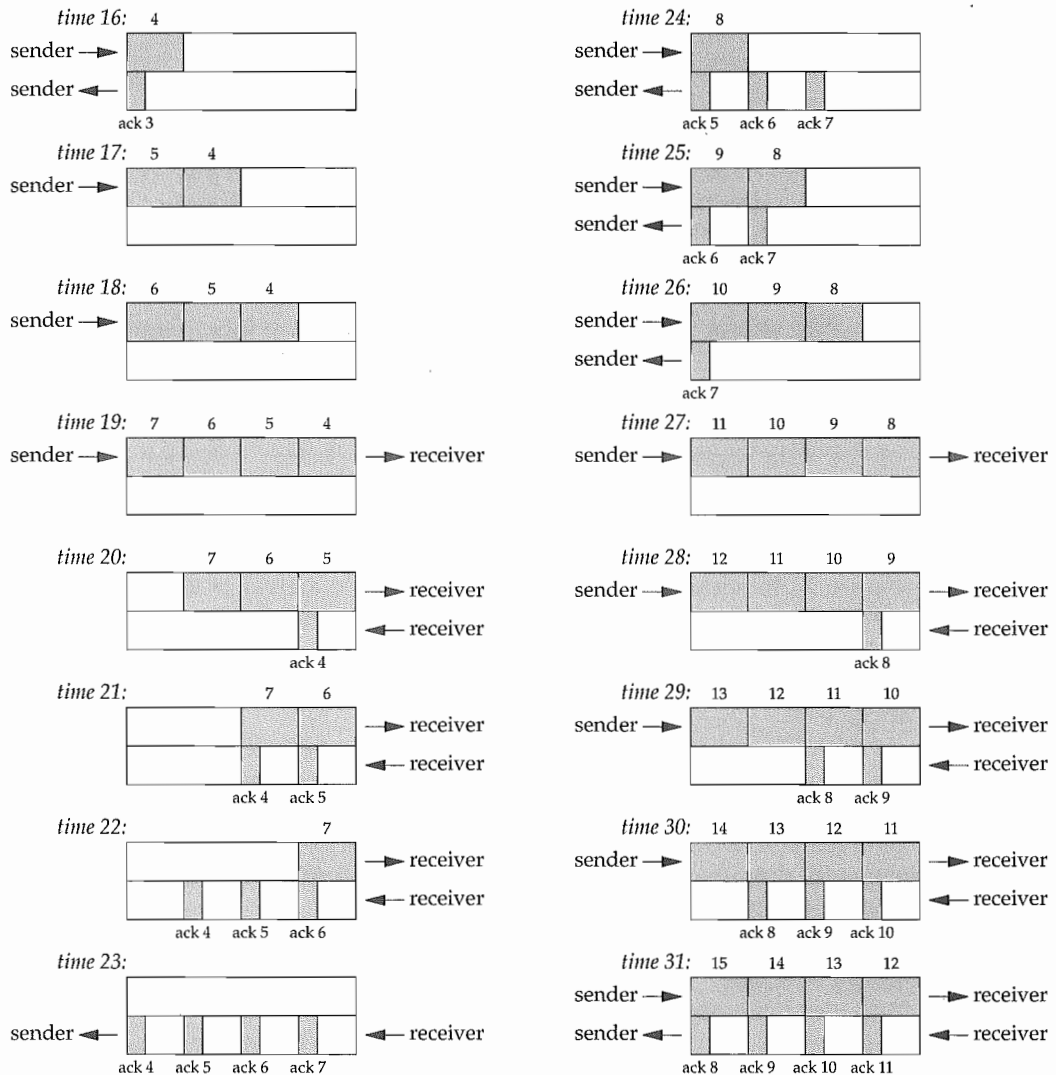 time 16: 4
sender
sender
ack 3
time 17: 5 4
sender
time 18: 6 5 4
sender
time 19: 7 6 5 4
sender receiver
time 20: 7 6 5
receiver
receiver
ack 4
time 21: 7 6
receiver
receiver
ack 4 ack 5
time 22: 7
receiver
receiver
ack 4 ack 5 ack 6
time 23:
sender receiver
ack 4 ack 5 ack 6 ack 7
time 24: 8
sender
sender
ack 5 ack 6 ack 7
time 25: 9 8
sender
sender
ack 6 ack 7
time 26: 10 9 8
sender
sender
ack 7
time 27: 11 10 9 8
sender receiver
time 28: 12 11 10 9
sender receiver
receiver
ack 8
time 29: 13 12 11 10
sender receiver
receiver
ack 8 ack 9
time 30: 14 13 12 11
sender receiver
receiver
ack 8 ack 9 ack 10
time 31: 15 14 13 12
sender receiver
sender receiver
ack 8 ack 9 ack 10 ack 11